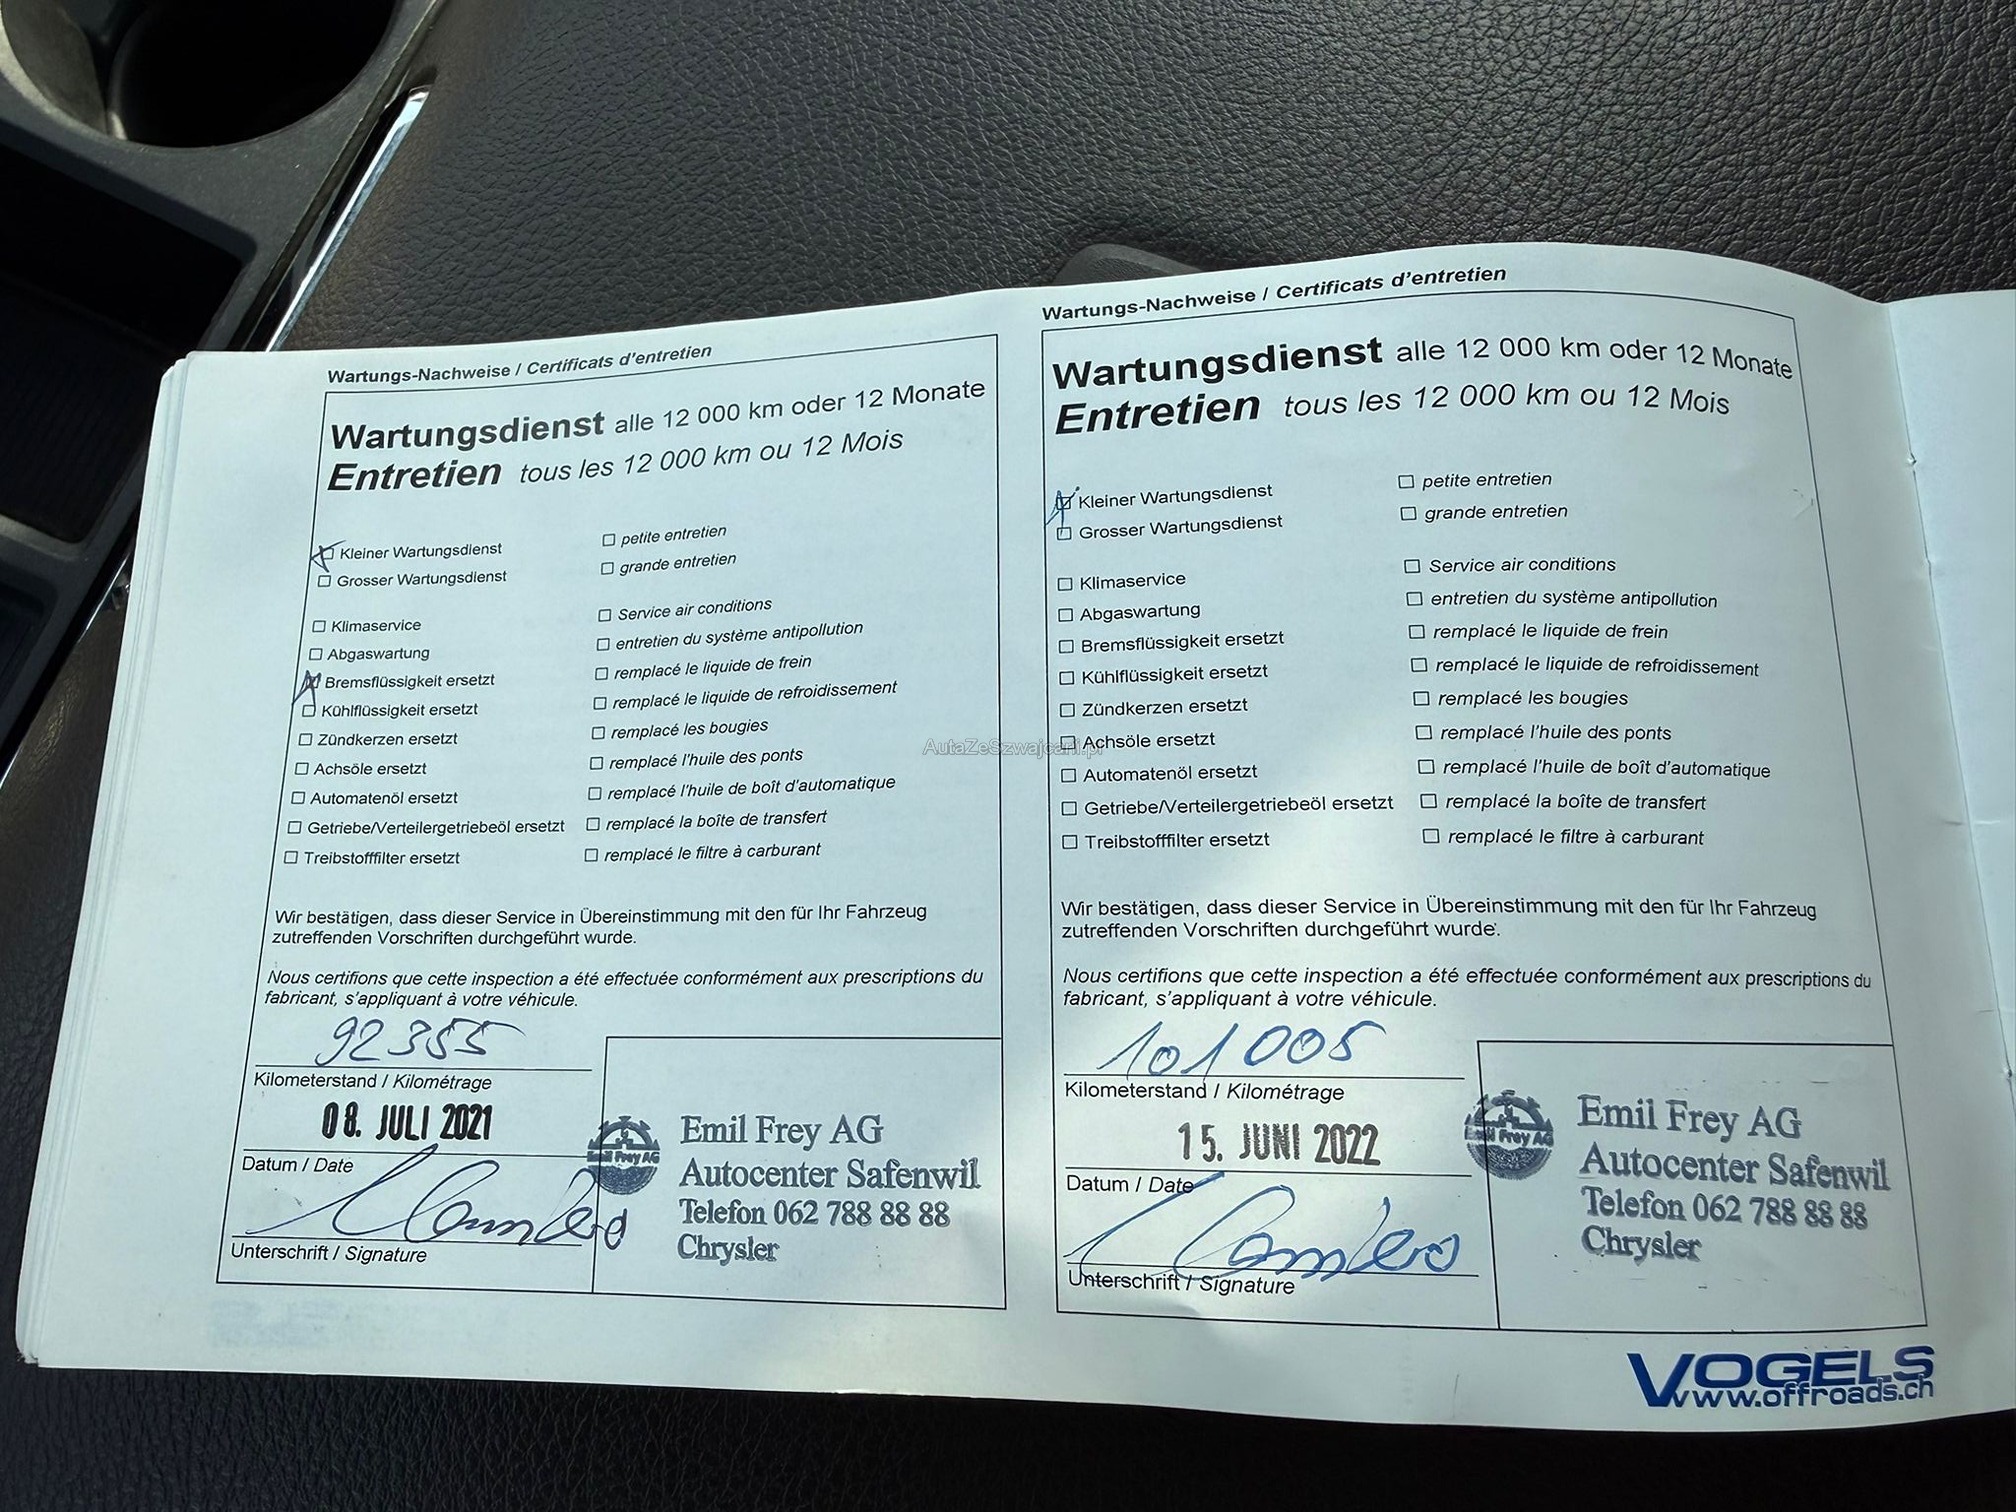 Wartungs-Nachweise / Certificats d'entretien
Wartungsdienst alle 12 000 km oder 12 Monate
Entretien tous les 12 000 km ou 12 Mois
Kleiner Wartungsdienst
petite entretien
Grosser Wartungsdienst
grande entretien
Klimaservice
Service air conditions
Abgaswartung
entretien du système antipollution
Bremsflüssigkeit ersetzt
remplacé le liquide de frein
Kühlflüssigkeit ersetzt
remplacé le liquide de refroidissement
Zündkerzen ersetzt
remplacé les bougies
Achsöle ersetzt
remplacé l'huile des ponts
Automatenöl ersetzt
remplacé l'huile de boît d'automatique
Getriebe/Verteilergetriebeöl ersetzt
remplacé la boîte de transfert
Treibstofffilter ersetzt
remplacé le filtre à carburant
Wir bestätigen, dass dieser Service in Übereinstimmung mit den für Ihr Fahrzeug
zutreffenden Vorschriften durchgeführt wurde.
Nous certifions que cette inspection a été effectuée conformément aux prescriptions du
fabricant, s'appliquant à votre véhicule.
92355
Kilometerstand / Kilométrage
08. JULI 2021
Datum / Date
Unterschrift / Signature
Emil Frey AG
Emil Frey AG
Autocenter Safenwil
Telefon 062 788 88 88
Chrysler
Wartungs-Nachweise / Certificats d'entretien
Wartungsdienst alle 12 000 km oder 12 Monate
Entretien tous les 12 000 km ou 12 Mois
Kleiner Wartungsdienst
petite entretien
Grosser Wartungsdienst
grande entretien
Klimaservice
Service air conditions
Abgaswartung
entretien du système antipollution
Bremsflüssigkeit ersetzt
remplacé le liquide de frein
Kühlflüssigkeit ersetzt
remplacé le liquide de refroidissement
Zündkerzen ersetzt
remplacé les bougies
Achsöle ersetzt
remplacé l'huile des ponts
Automatenöl ersetzt
remplacé l'huile de boît d'automatique
Getriebe/Verteilergetriebeöl ersetzt
remplacé la boîte de transfert
Treibstofffilter ersetzt
remplacé le filtre à carburant
Wir bestätigen, dass dieser Service in Übereinstimmung mit den für Ihr Fahrzeug
zutreffenden Vorschriften durchgeführt wurde.
Nous certifions que cette inspection a été effectuée conformément aux prescriptions du
fabricant, s'appliquant à votre véhicule.
101005
Kilometerstand / Kilométrage
15. JUNI 2022
Datum / Date
Unterschrift / Signature
Emil Frey AG
Emil Frey AG
Autocenter Safenwil
Telefon 062 788 88 88
Chrysler
VOGELS
www.offroads.ch
AutaZeSzwajcarii.pl